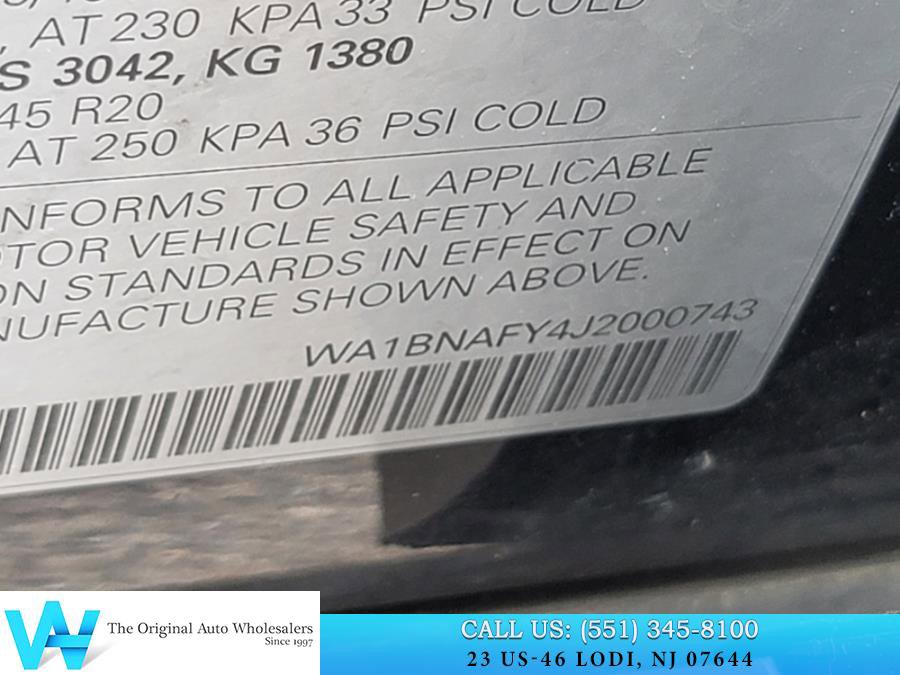 AT 230 KPA 33 PSI COLD
S 3042, KG 1380
45 R20
AT 250 KPA 36 PSI COLD
NFORMS TO ALL APPLICABLE
TOR VEHICLE SAFETY AND
ON STANDARDS IN EFFECT ON
NUFACTURE SHOWN ABOVE.
WA1BNAFY4J2000743
The Original Auto Wholesalers
Since 1997
CALL US: (551) 345-8100
23 US-46 LODI, NJ 07644